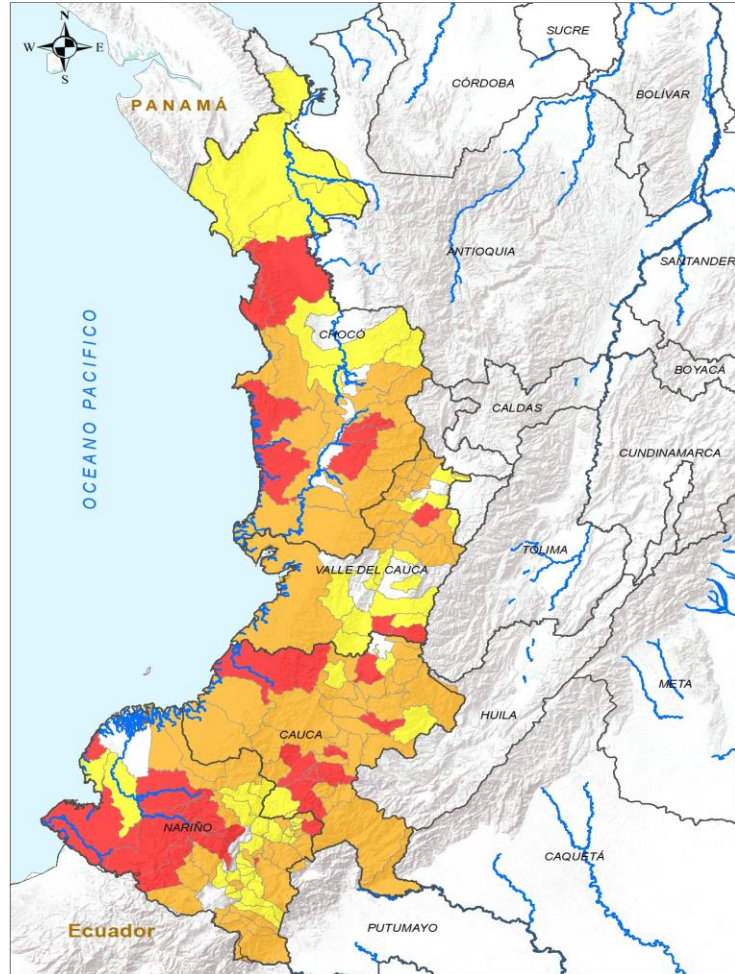 N
W E
S
SUCRE
CÓRDOBA
BOLÍVAR
PANAMÁ
ANTIOQUIA
SANTANDER
OCEANO PACIFICO
CHOCÓ
BOYACÁ
CALDAS
CUNDINAMARCA
TOLIMA
VALLE DEL CAUCA
META
HUILA
CAUCA
NARIÑO
CAQUETÁ
PUTUMAYO
Ecuador